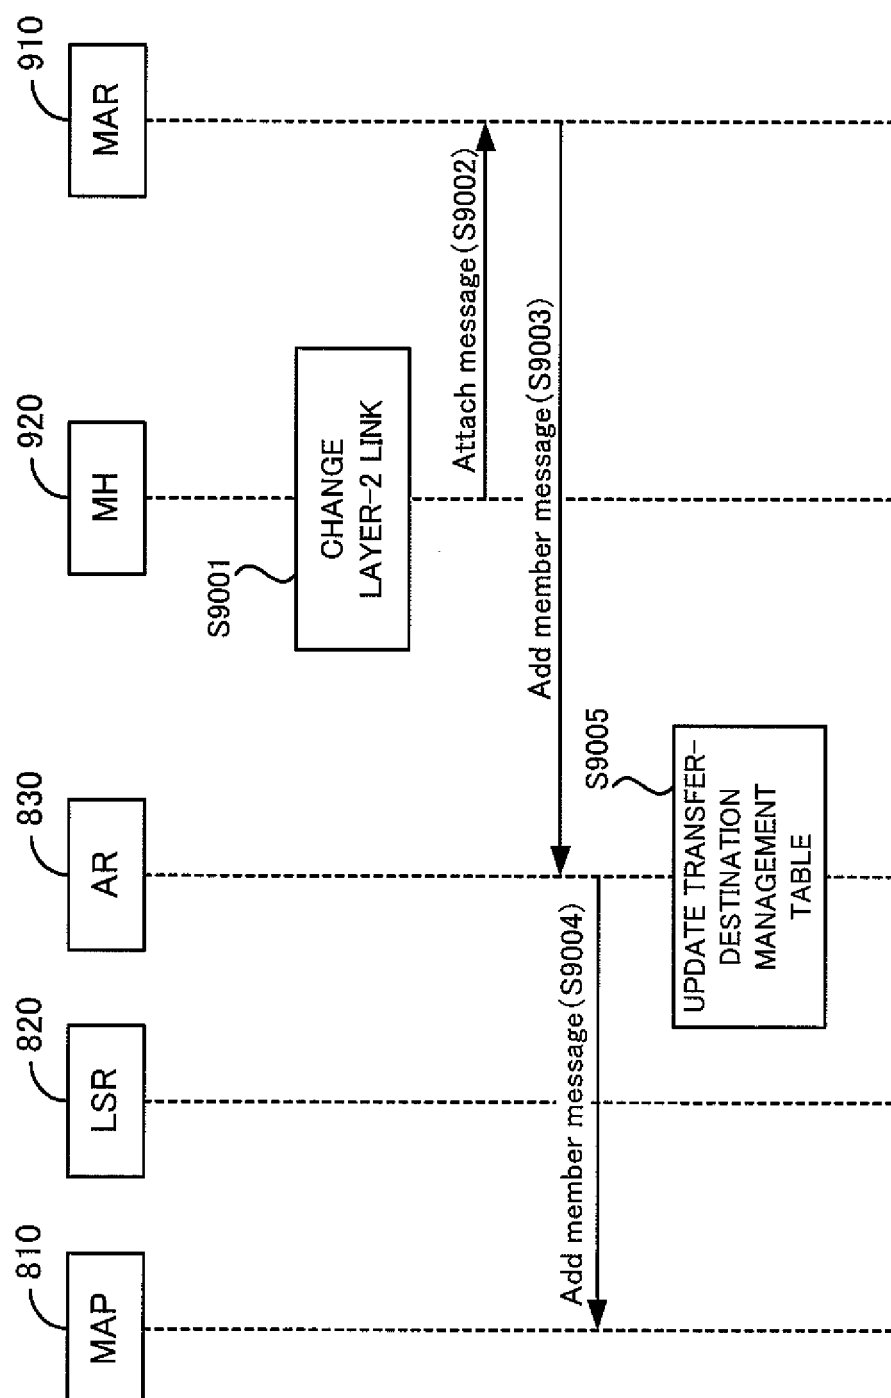 810
MAP
820
LSR
830
AR
920
MH
910
MAR
S9001
CHANGE
LAYER-2 LINK
Attach message(S9002)
Add member message(S9003)
Add member message(S9004)
S9005
UPDATE TRANSFER-
DESTINATION
MANAGEMENT
TABLE